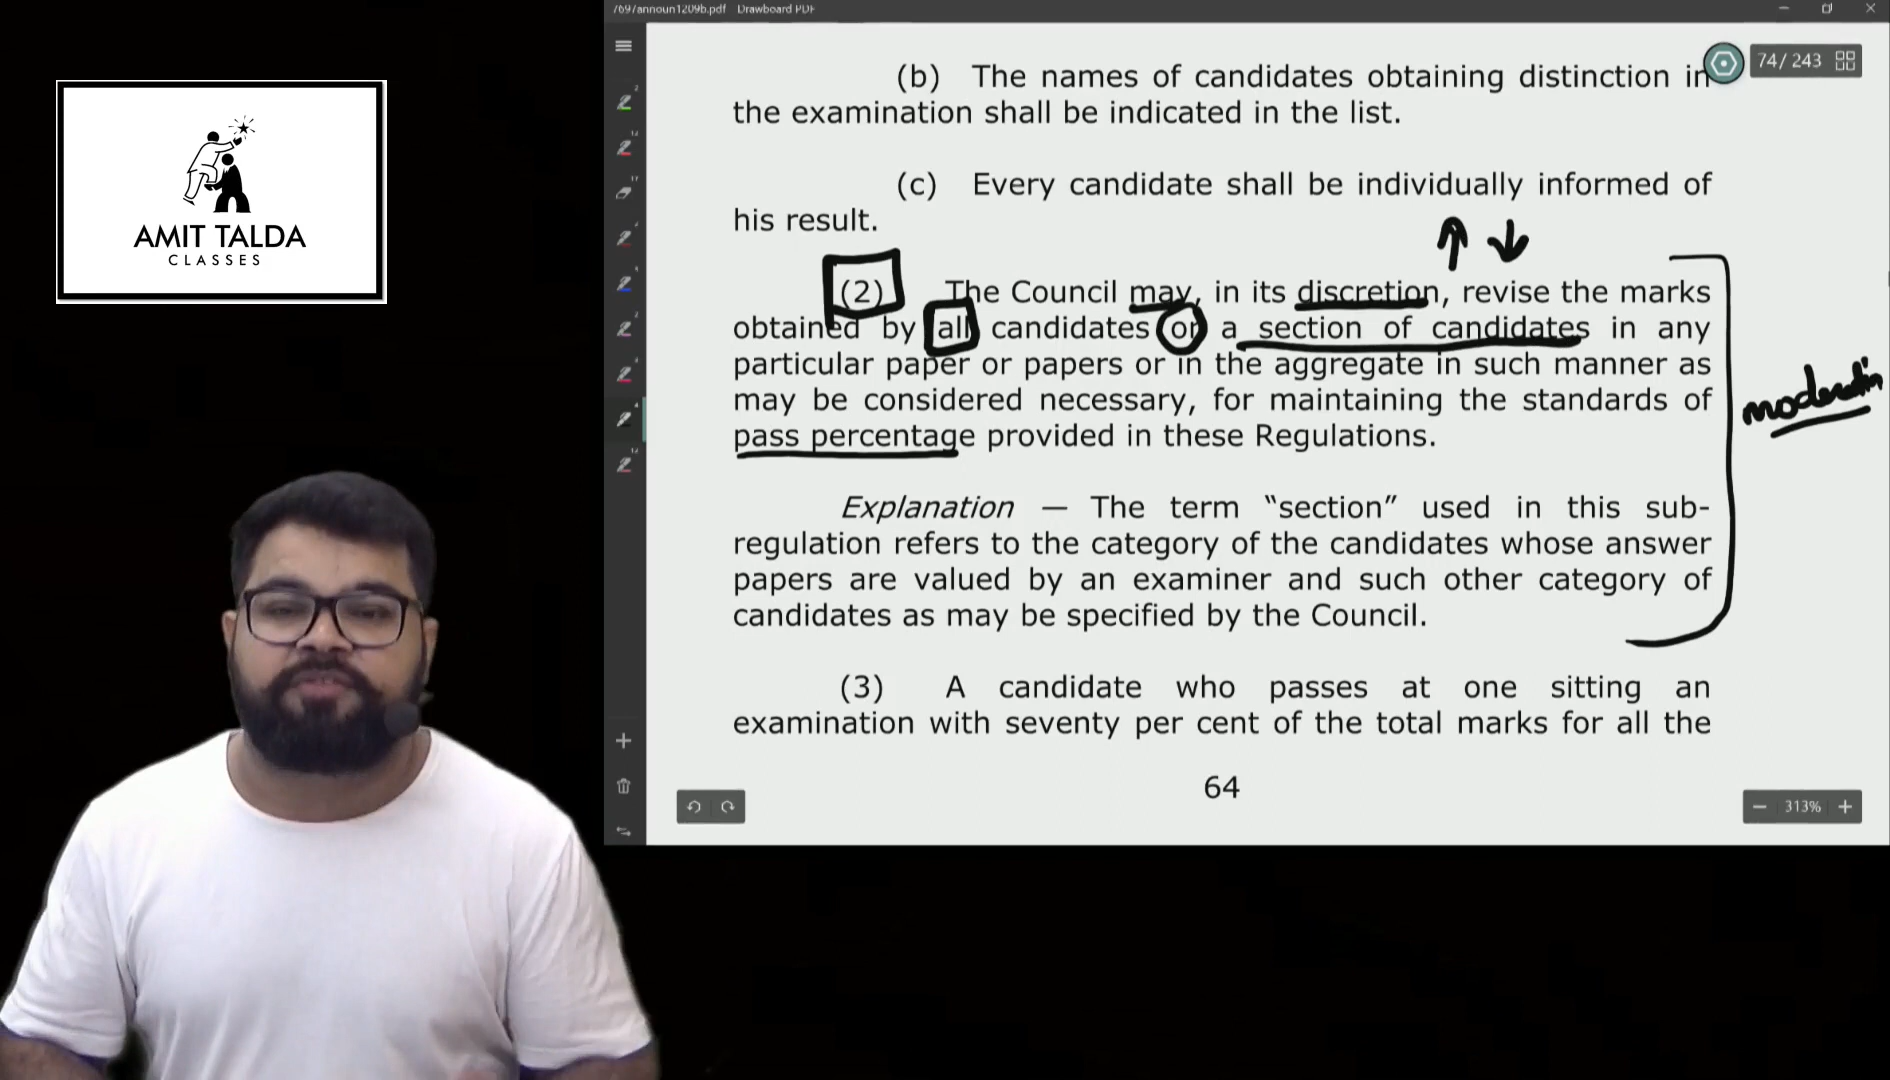 769/announ1209b.pdf Drawboard PDF
74/243
AMIT TALDA
CLASSES
(b) The names of candidates obtaining distinction in
the examination shall be indicated in the list.
(c) Every candidate shall be individually informed of
his result.
(2) The Council may, in its discretion, revise the marks
obtained by all candidates or a section of candidates in any
particular paper or papers or in the aggregate in such manner as
may be considered necessary, for maintaining the standards of
pass percentage provided in these Regulations.
Explanation — The term “section” used in this sub-
regulation refers to the category of the candidates whose answer
papers are valued by an examiner and such other category of
candidates as may be specified by the Council.
(3) A candidate who passes at one sitting an
examination with seventy per cent of the total marks for all the
64
313%